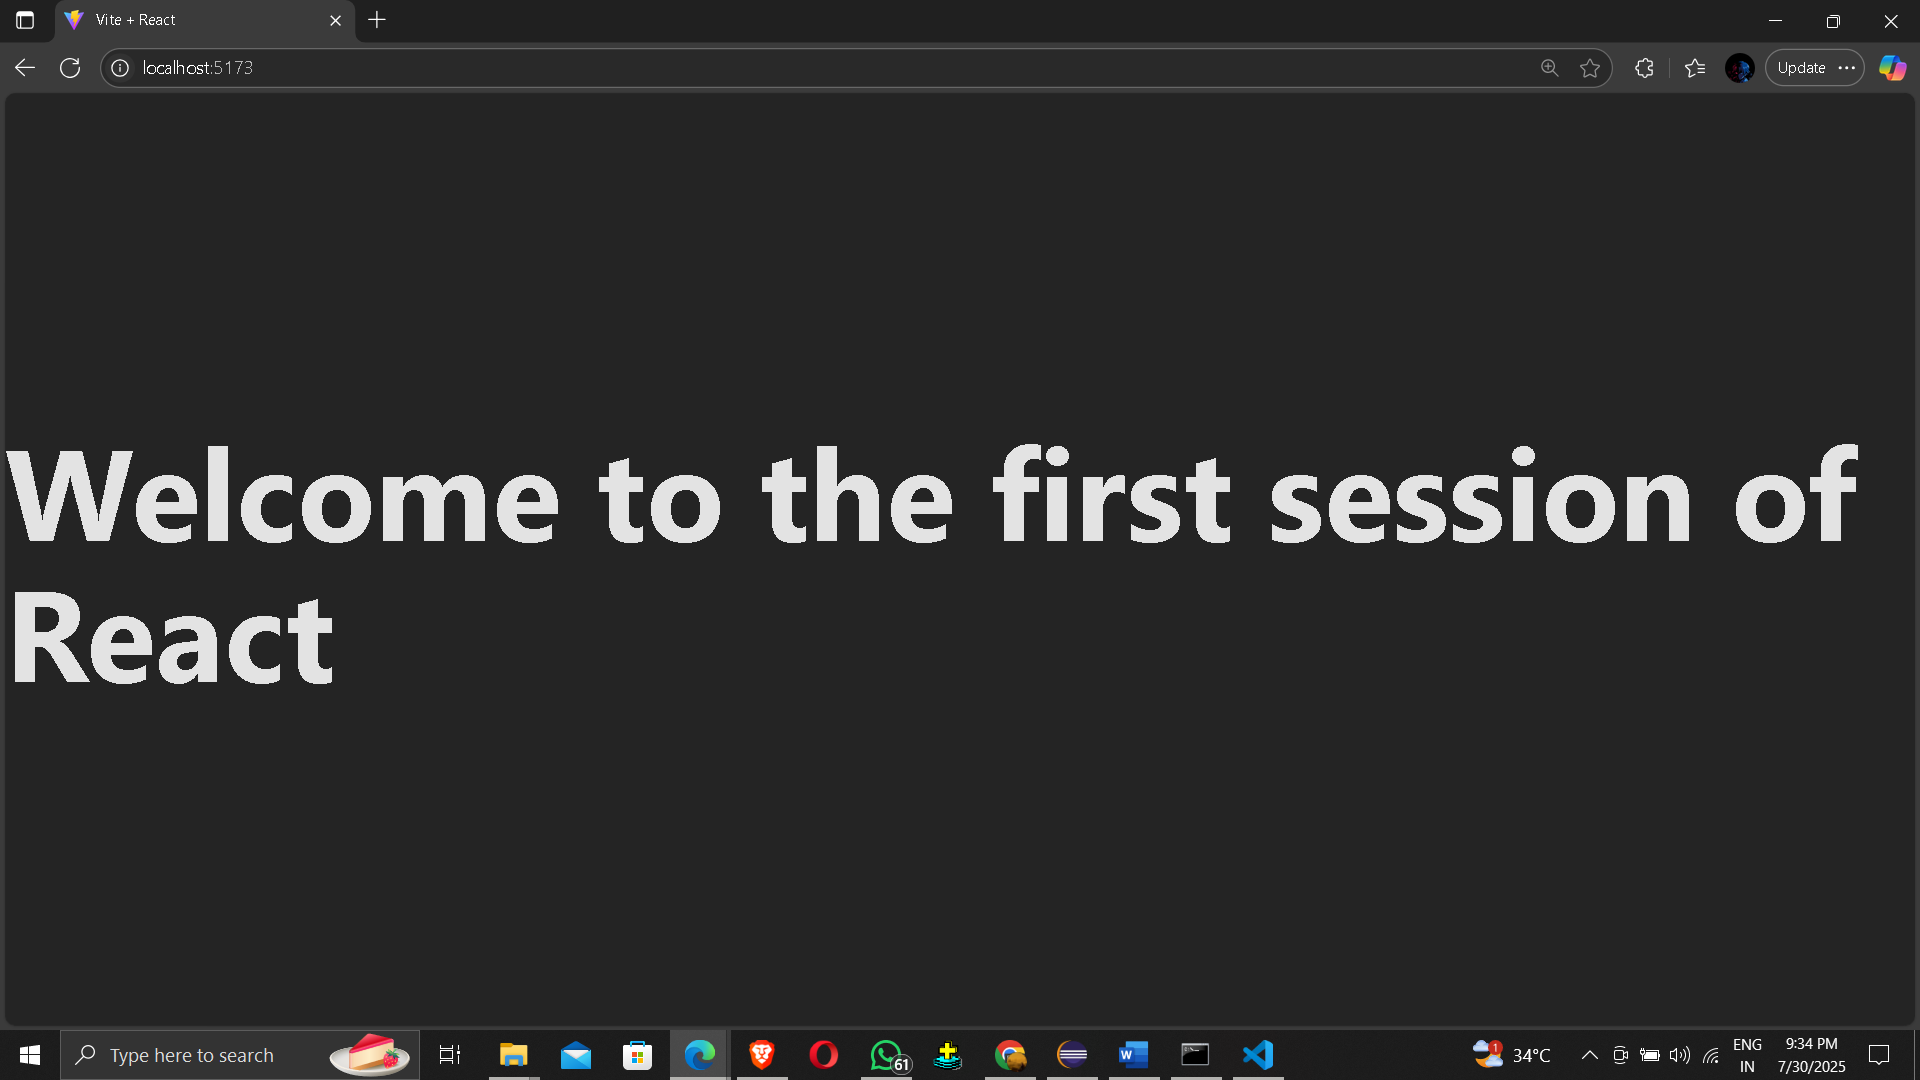 Vite + React
localhost:5173
Update
Welcome to the first session of
React
Type here to search
61
1
34°C
ENG
IN
9:34 PM
7/30/2025